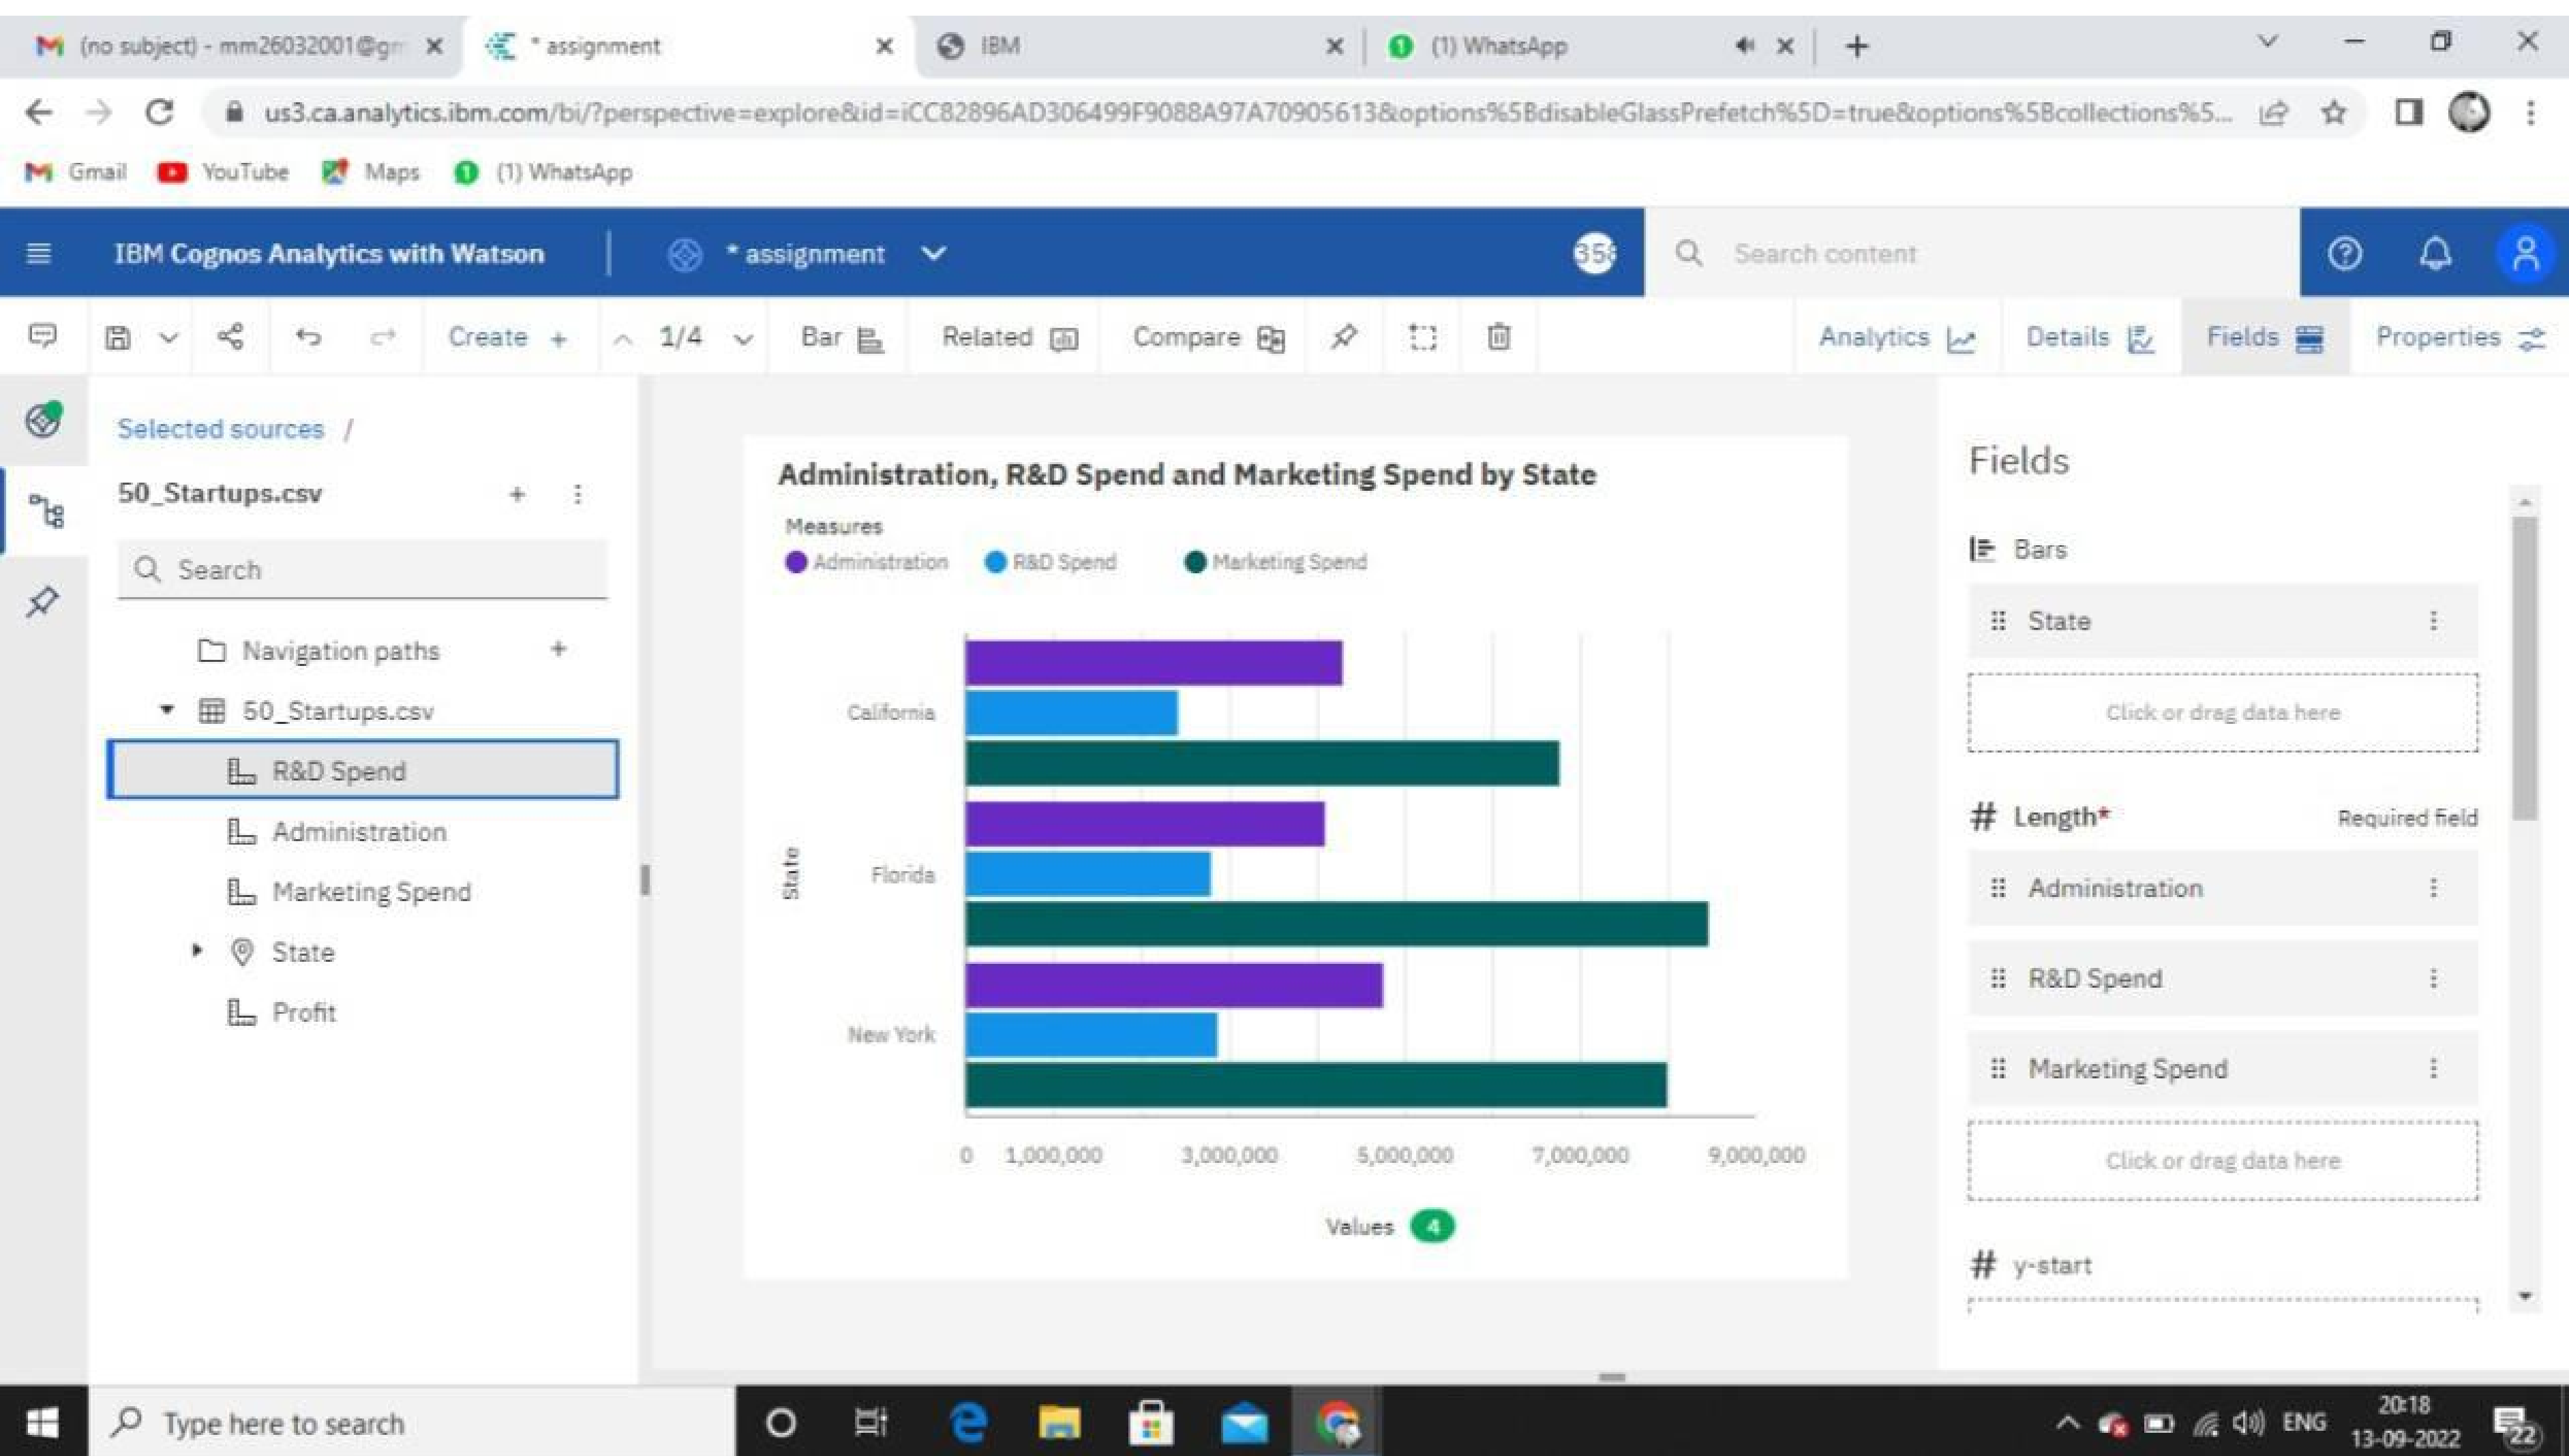 (no subject) - mm26032001@gm
* assignment
IBM
(1) WhatsApp
us3.ca.analytics.ibm.com/bi/?perspective=explore&id=iCC82896AD306499F9088A97A70905613&options%5BdisableGlassPrefetch%5D=true&options%5Bcollections%5...
Gmail YouTube Maps (1) WhatsApp
IBM Cognos Analytics with Watson
* assignment
358
Search content
Create + 1/4 Bar Related Compare
Analytics Details Fields Properties
Selected sources /
50_Startups.csv
Search
Navigation paths
50_Startups.csv
R&D Spend
Administration
Marketing Spend
State
Profit
Administration, R&D Spend and Marketing Spend by State
Measures
Administration R&D Spend Marketing Spend
State
California
Florida
New York
0 1,000,000 3,000,000 5,000,000 7,000,000 9,000,000
Values 4
Fields
Bars
State
Click or drag data here
# Length* Required field
Administration
R&D Spend
Marketing Spend
Click or drag data here
# y-start
Type here to search
ENG
20:18
13-09-2022
22